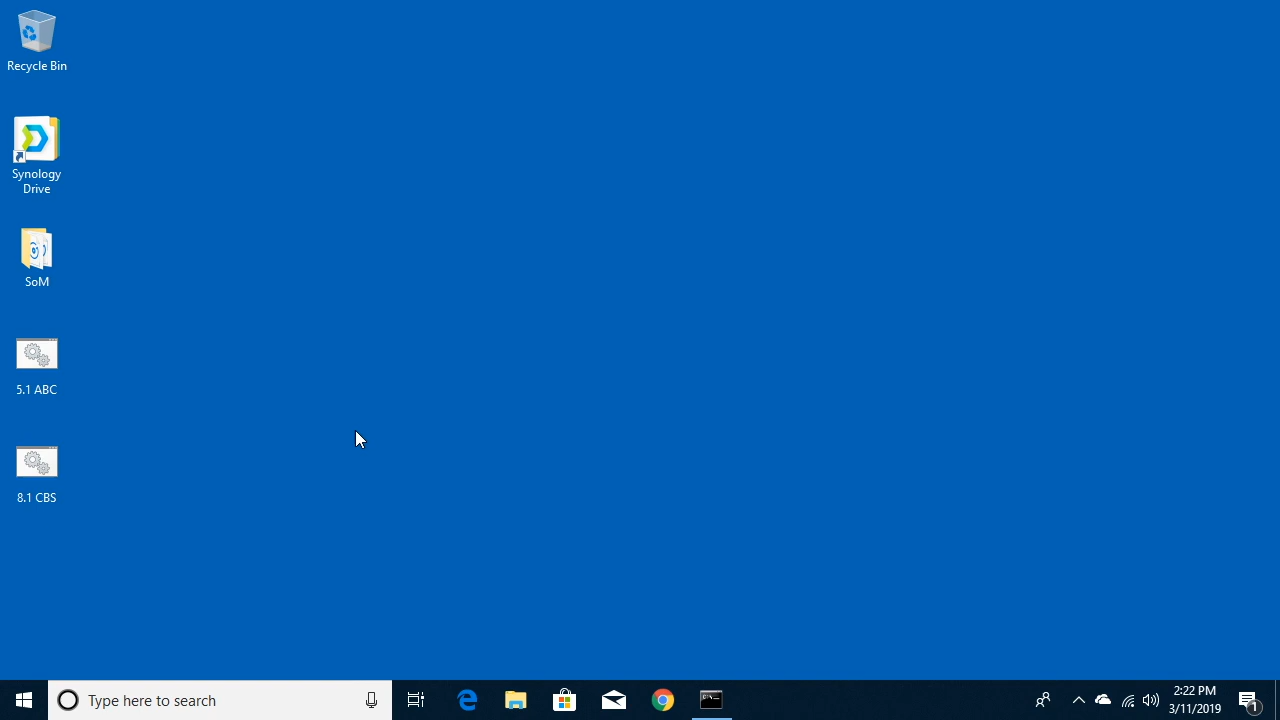 Recycle Bin
Synology
Drive
SoM
5.1 ABC
8.1 CBS
Type here to search
2:22 PM
3/11/2019
1